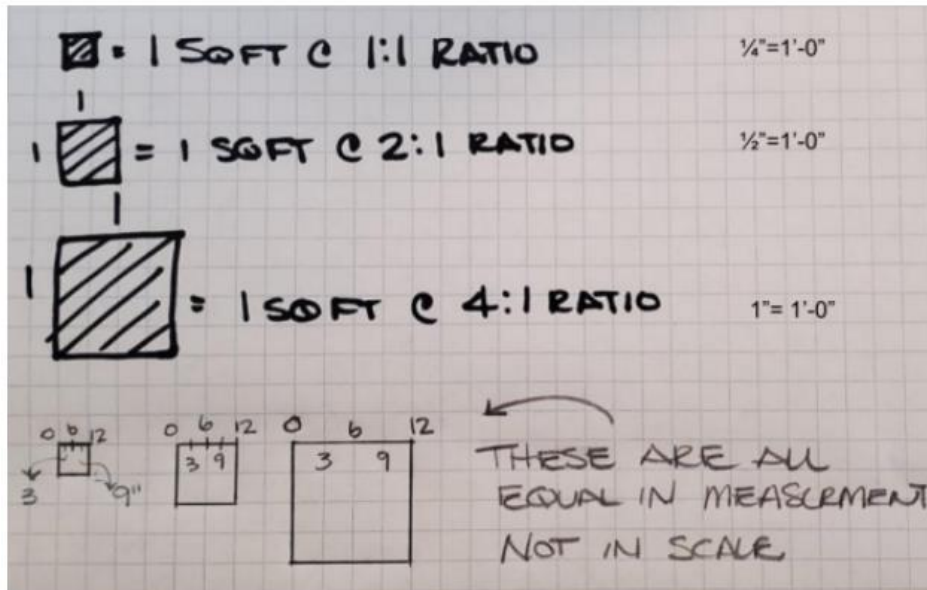 = 1 SQFT @ 1:1 RATIO ¼"=1'-0"
1
1 = 1 SQFT @ 2:1 RATIO ½"=1'-0"
1
1 = 1 SQFT @ 4:1 RATIO 1"= 1'-0"
0 6 12 0 6 12 0 6 12
3 9" 3 9 3 9
THESE ARE ALL
EQUAL IN MEASURMENT
NOT IN SCALE